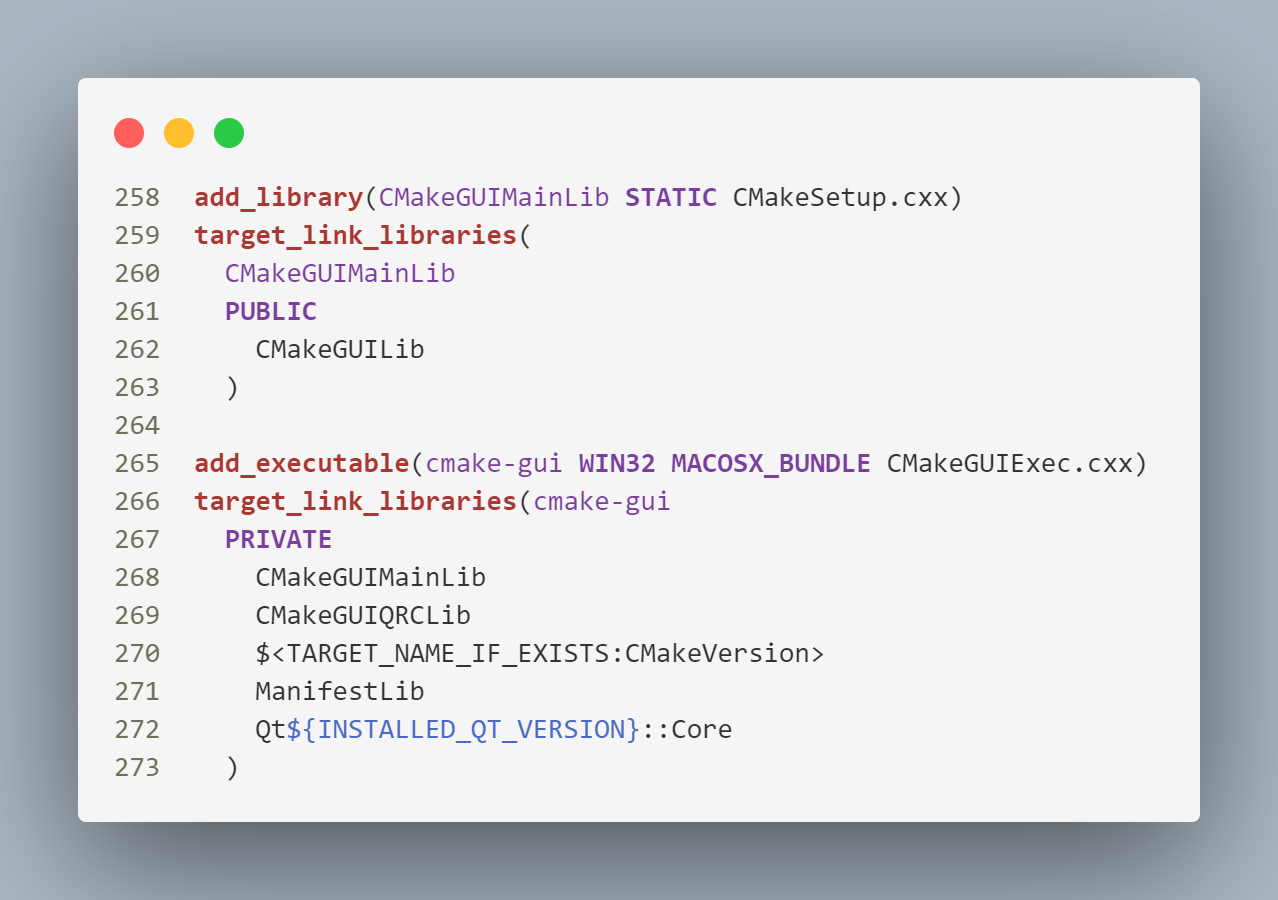 258 add_library(CMakeGUIMainLib STATIC CMakeSetup.cxx)
259 target_link_libraries(
260   CMakeGUIMainLib
261   PUBLIC
262     CMakeGUILib
263   )
264
265 add_executable(cmake-gui WIN32 MACOSX_BUNDLE CMakeGUIExec.cxx)
266 target_link_libraries(cmake-gui
267   PRIVATE
268     CMakeGUIMainLib
269     CMakeGUIQRCLib
270     $<TARGET_NAME_IF_EXISTS:CMakeVersion>
271     ManifestLib
272     Qt${INSTALLED_QT_VERSION}::Core
273   )